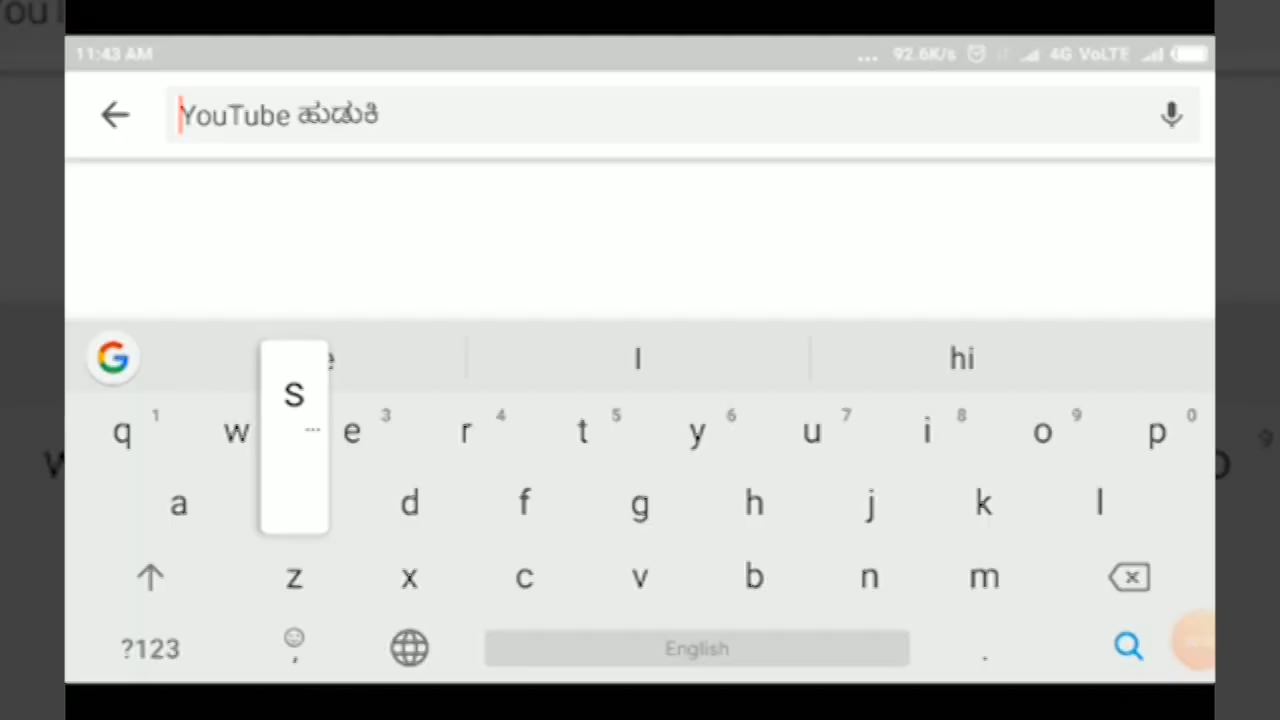 11:43 AM ... 92.6K/s 4G VoLTE
YouTube ಹುಡುಕಿ
I hi
S
q 1 w e 3 r 4 t 5 y 6 u 7 i 8 o 9 p 0
a d f g h j k l
z x c v b n m
?123 , English .